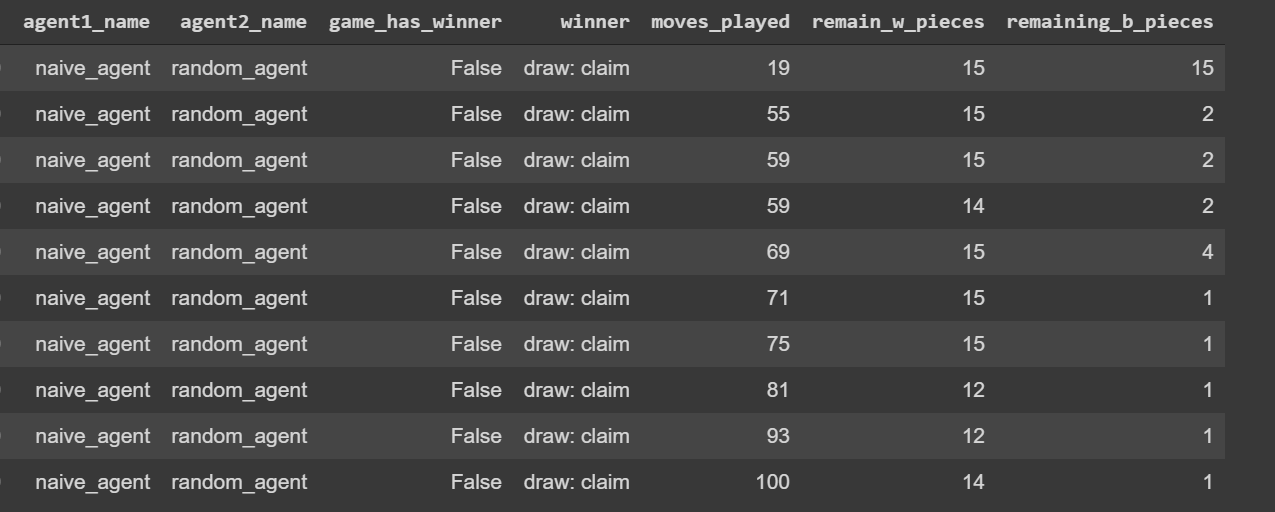 agent1_name agent2_name game_has_winner winner moves_played remain_w_pieces remaining_b_pieces
naive_agent random_agent False draw: claim 19 15 15
naive_agent random_agent False draw: claim 55 15 2
naive_agent random_agent False draw: claim 59 15 2
naive_agent random_agent False draw: claim 59 14 2
naive_agent random_agent False draw: claim 69 15 4
naive_agent random_agent False draw: claim 71 15 1
naive_agent random_agent False draw: claim 75 15 1
naive_agent random_agent False draw: claim 81 12 1
naive_agent random_agent False draw: claim 93 12 1
naive_agent random_agent False draw: claim 100 14 1